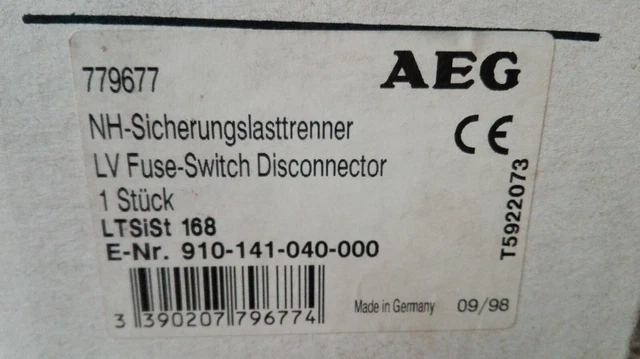 779677
AEG
NH-Sicherungslasttrenner
LV Fuse-Switch Disconnector
CE
1 Stück
LTSiSt 168
E-Nr. 910-141-040-000
T5922073
3 390207 796774
Made in Germany 09/98